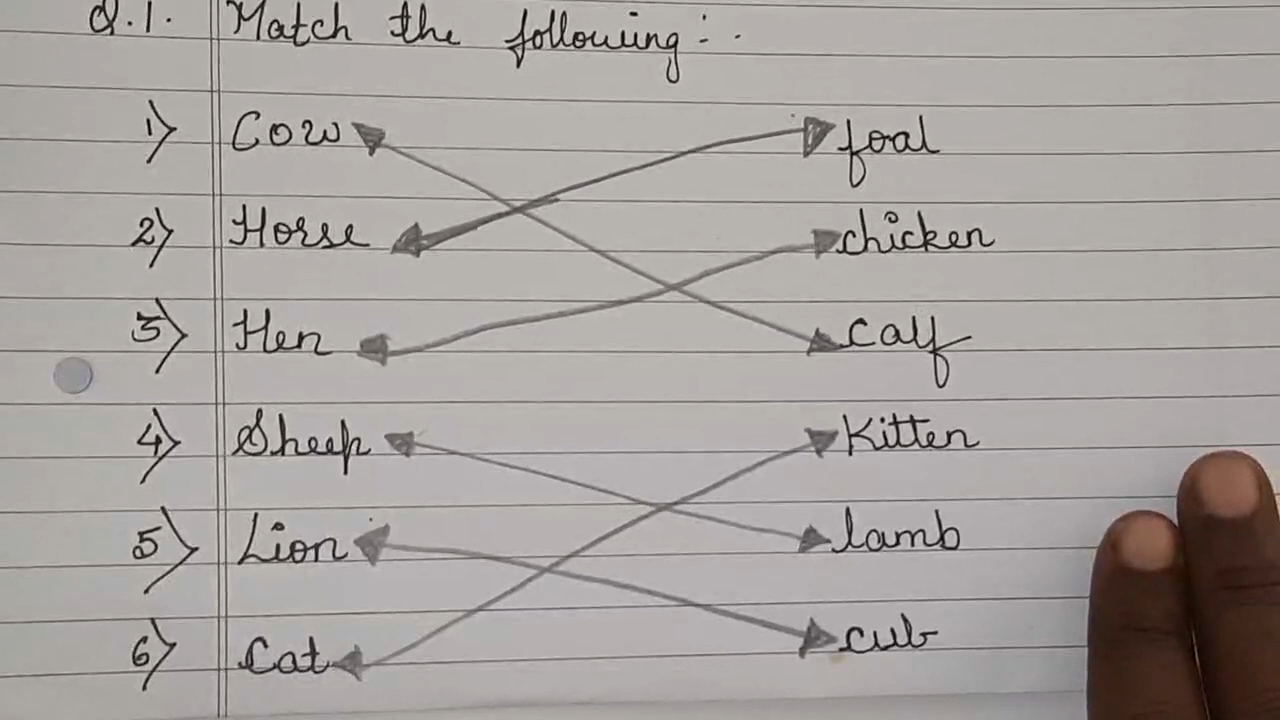 Q.1. Match the following:-
1) Cow foal
2) Horse chicken
3) Hen calf
4) Sheep Kitten
5) Lion lamb
6) Cat cub